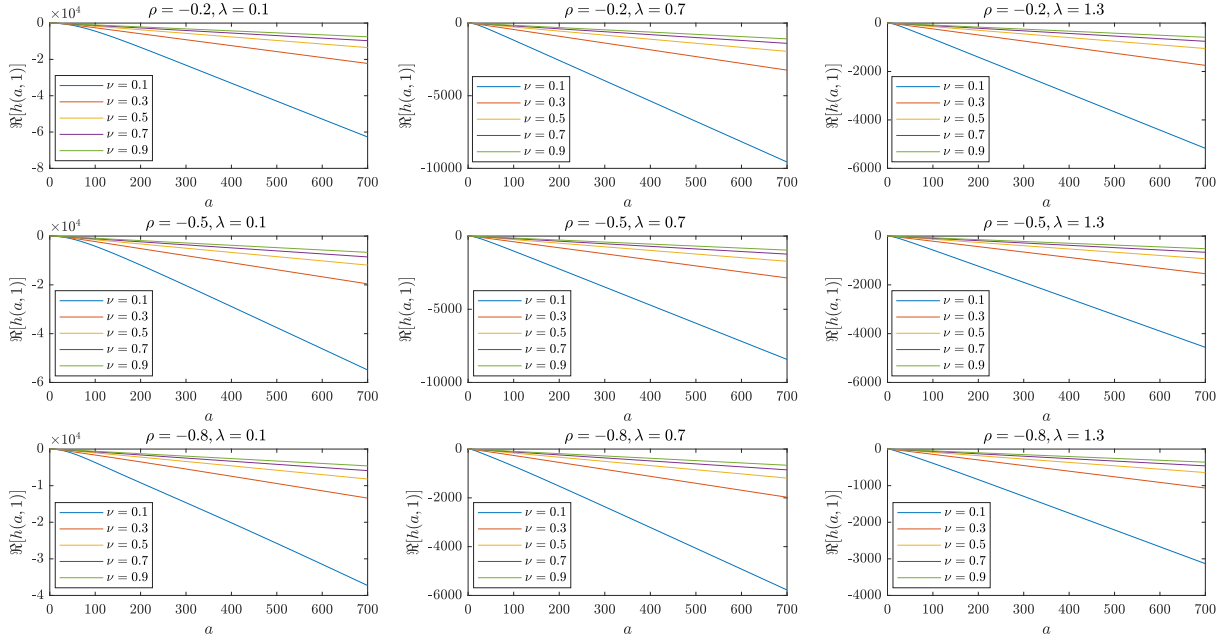 ρ = −0.2, λ = 0.1
×10⁴
0
-2
-4
-6
-8
ℜ[h(a, 1)]
ν = 0.1
ν = 0.3
ν = 0.5
ν = 0.7
ν = 0.9
0 100 200 300 400 500 600 700
a
ρ = −0.2, λ = 0.7
0
-5000
-10000
ℜ[h(a, 1)]
ν = 0.1
ν = 0.3
ν = 0.5
ν = 0.7
ν = 0.9
0 100 200 300 400 500 600 700
a
ρ = −0.2, λ = 1.3
0
-2000
-4000
-6000
ℜ[h(a, 1)]
ν = 0.1
ν = 0.3
ν = 0.5
ν = 0.7
ν = 0.9
0 100 200 300 400 500 600 700
a
ρ = −0.5, λ = 0.1
×10⁴
0
-2
-4
-6
ℜ[h(a, 1)]
ν = 0.1
ν = 0.3
ν = 0.5
ν = 0.7
ν = 0.9
0 100 200 300 400 500 600 700
a
ρ = −0.5, λ = 0.7
0
-5000
-10000
ℜ[h(a, 1)]
ν = 0.1
ν = 0.3
ν = 0.5
ν = 0.7
ν = 0.9
0 100 200 300 400 500 600 700
a
ρ = −0.5, λ = 1.3
0
-2000
-4000
-6000
ℜ[h(a, 1)]
ν = 0.1
ν = 0.3
ν = 0.5
ν = 0.7
ν = 0.9
0 100 200 300 400 500 600 700
a
ρ = −0.8, λ = 0.1
×10⁴
0
-1
-2
-3
-4
ℜ[h(a, 1)]
ν = 0.1
ν = 0.3
ν = 0.5
ν = 0.7
ν = 0.9
0 100 200 300 400 500 600 700
a
ρ = −0.8, λ = 0.7
0
-2000
-4000
-6000
ℜ[h(a, 1)]
ν = 0.1
ν = 0.3
ν = 0.5
ν = 0.7
ν = 0.9
0 100 200 300 400 500 600 700
a
ρ = −0.8, λ = 1.3
0
-1000
-2000
-3000
-4000
ℜ[h(a, 1)]
ν = 0.1
ν = 0.3
ν = 0.5
ν = 0.7
ν = 0.9
0 100 200 300 400 500 600 700
a